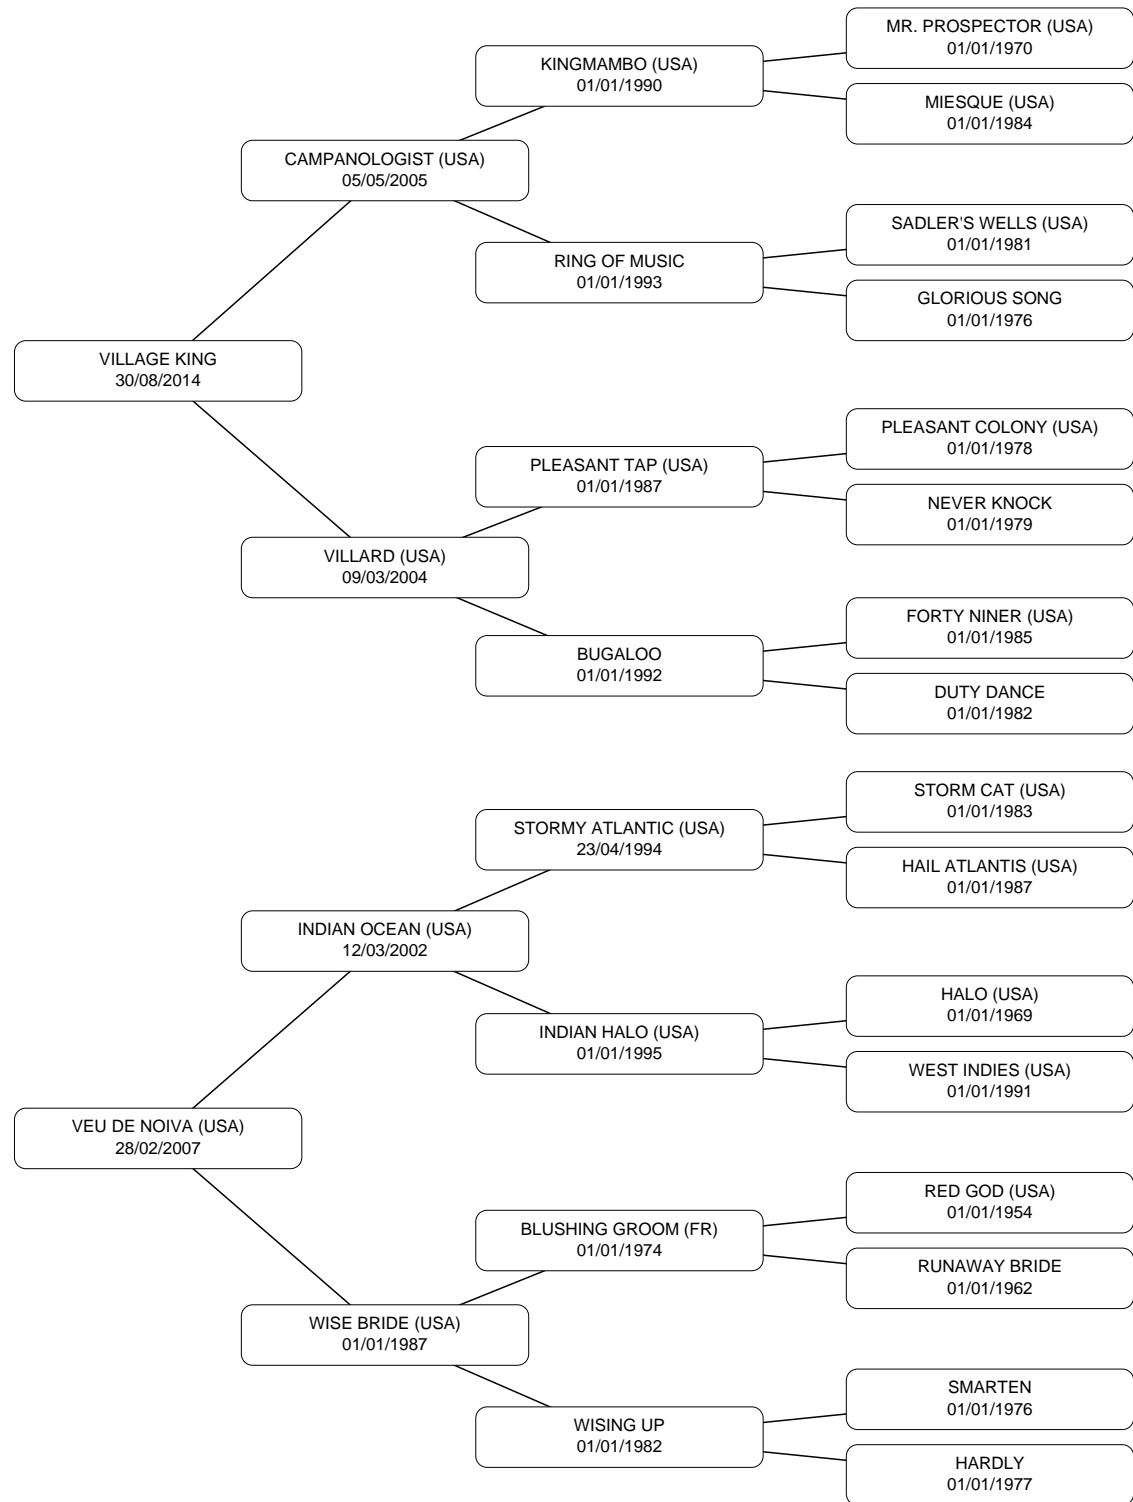 MR. PROSPECTOR (USA)
01/01/1970
KINGMAMBO (USA)
01/01/1990
MIESQUE (USA)
01/01/1984
CAMPANOLOGIST (USA)
05/05/2005
SADLER'S WELLS (USA)
01/01/1981
RING OF MUSIC
01/01/1993
GLORIOUS SONG
01/01/1976
VILLAGE KING
30/08/2014
PLEASANT COLONY (USA)
01/01/1978
PLEASANT TAP (USA)
01/01/1987
NEVER KNOCK
01/01/1979
VILLARD (USA)
09/03/2004
FORTY NINER (USA)
01/01/1985
BUGALOO
01/01/1992
DUTY DANCE
01/01/1982
STORM CAT (USA)
01/01/1983
STORMY ATLANTIC (USA)
23/04/1994
HAIL ATLANTIS (USA)
01/01/1987
INDIAN OCEAN (USA)
12/03/2002
HALO (USA)
01/01/1969
INDIAN HALO (USA)
01/01/1995
WEST INDIES (USA)
01/01/1991
VEU DE NOIVA (USA)
28/02/2007
RED GOD (USA)
01/01/1954
BLUSHING GROOM (FR)
01/01/1974
RUNAWAY BRIDE
01/01/1962
WISE BRIDE (USA)
01/01/1987
SMARTEN
01/01/1976
WISING UP
01/01/1982
HARDLY
01/01/1977